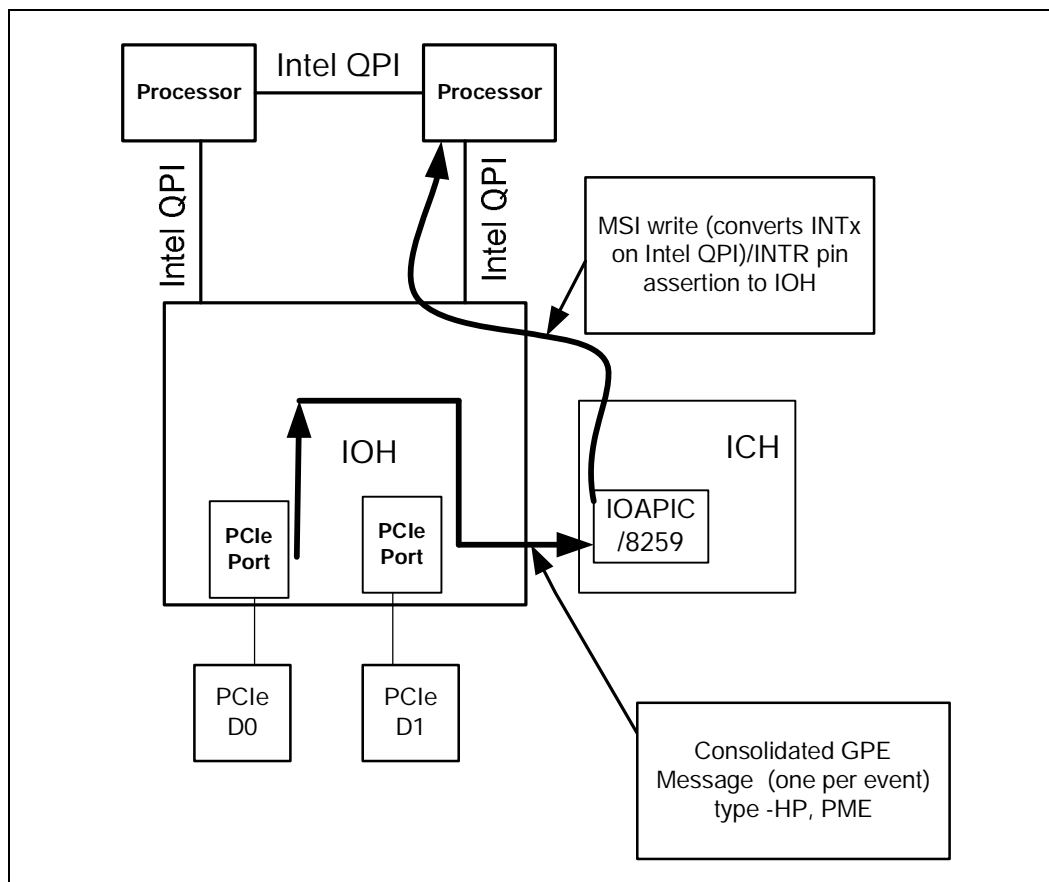 Intel QPI
Processor
Processor
Intel QPI
Intel QPI
MSI write (converts INTx
on Intel QPI)/INTR pin
assertion to IOH
IOH
ICH
PCIe
Port
PCIe
Port
IOAPIC
/8259
PCIe
D0
PCIe
D1
Consolidated GPE
Message (one per event)
type -HP, PME